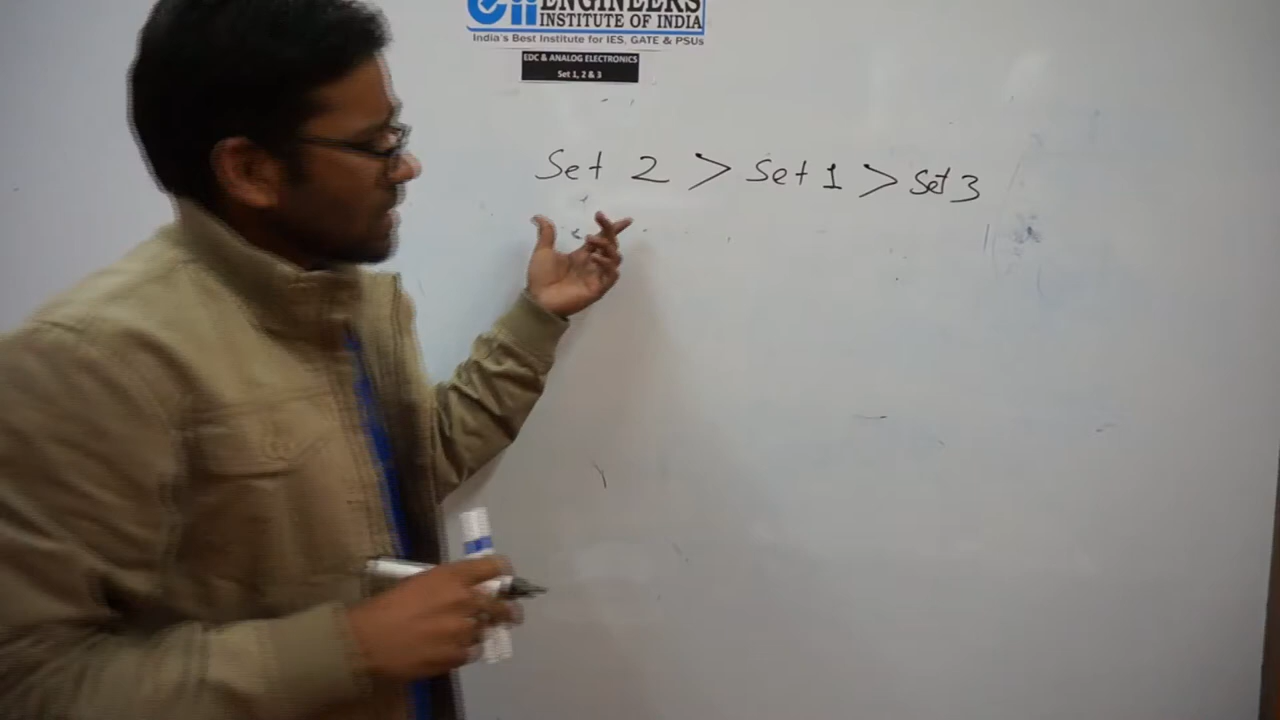 eii ENGINEERS
INSTITUTE OF INDIA
India's Best Institute for IES, GATE & PSUs
EDC & ANALOG ELECTRONICS
Set 1, 2 & 3
Set 2 > Set 1 > Set 3